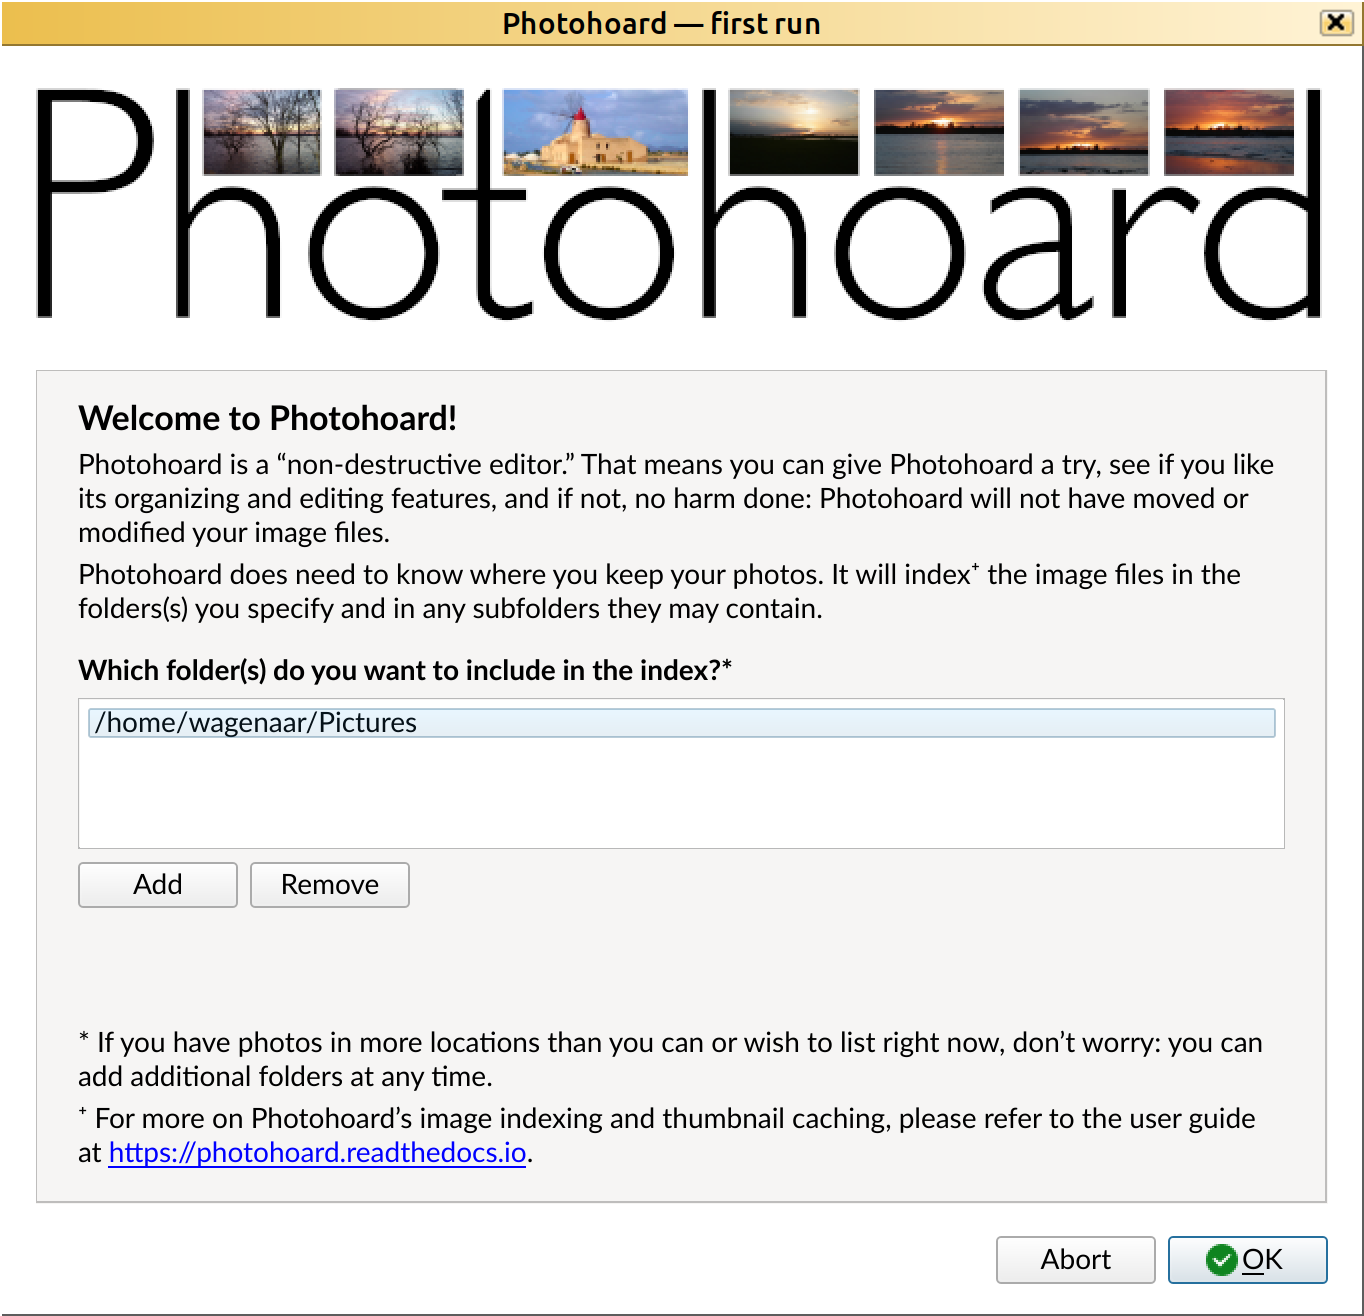 Photohoard — first run
Photohoard
Welcome to Photohoard!
Photohoard is a “non-destructive editor.” That means you can give Photohoard a try, see if you like
its organizing and editing features, and if not, no harm done: Photohoard will not have moved or
modified your image files.
Photohoard does need to know where you keep your photos. It will index⁺ the image files in the
folders(s) you specify and in any subfolders they may contain.
Which folder(s) do you want to include in the index?*
/home/wagenaar/Pictures
Add Remove
* If you have photos in more locations than you can or wish to list right now, don’t worry: you can
add additional folders at any time.
⁺ For more on Photohoard’s image indexing and thumbnail caching, please refer to the user guide
at https://photohoard.readthedocs.io.
Abort OK